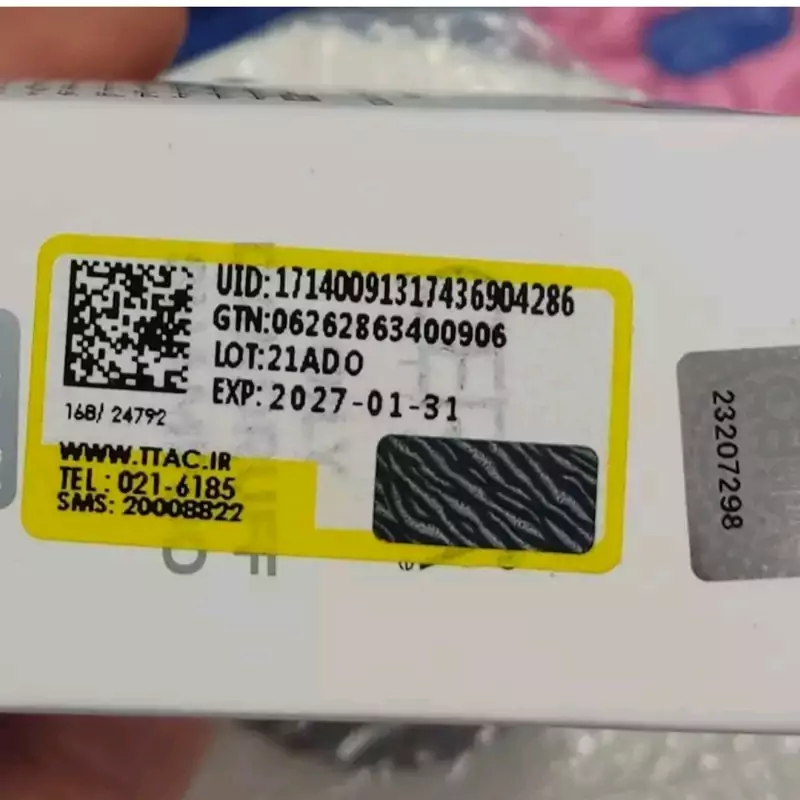 UID:17140091317436904286
GTN:06262863400906
LOT:21ADO
EXP: 2027-01-31
168/ 24792
WWW.TTAC.IR
TEL : 021-6185
SMS: 20008822
23207298